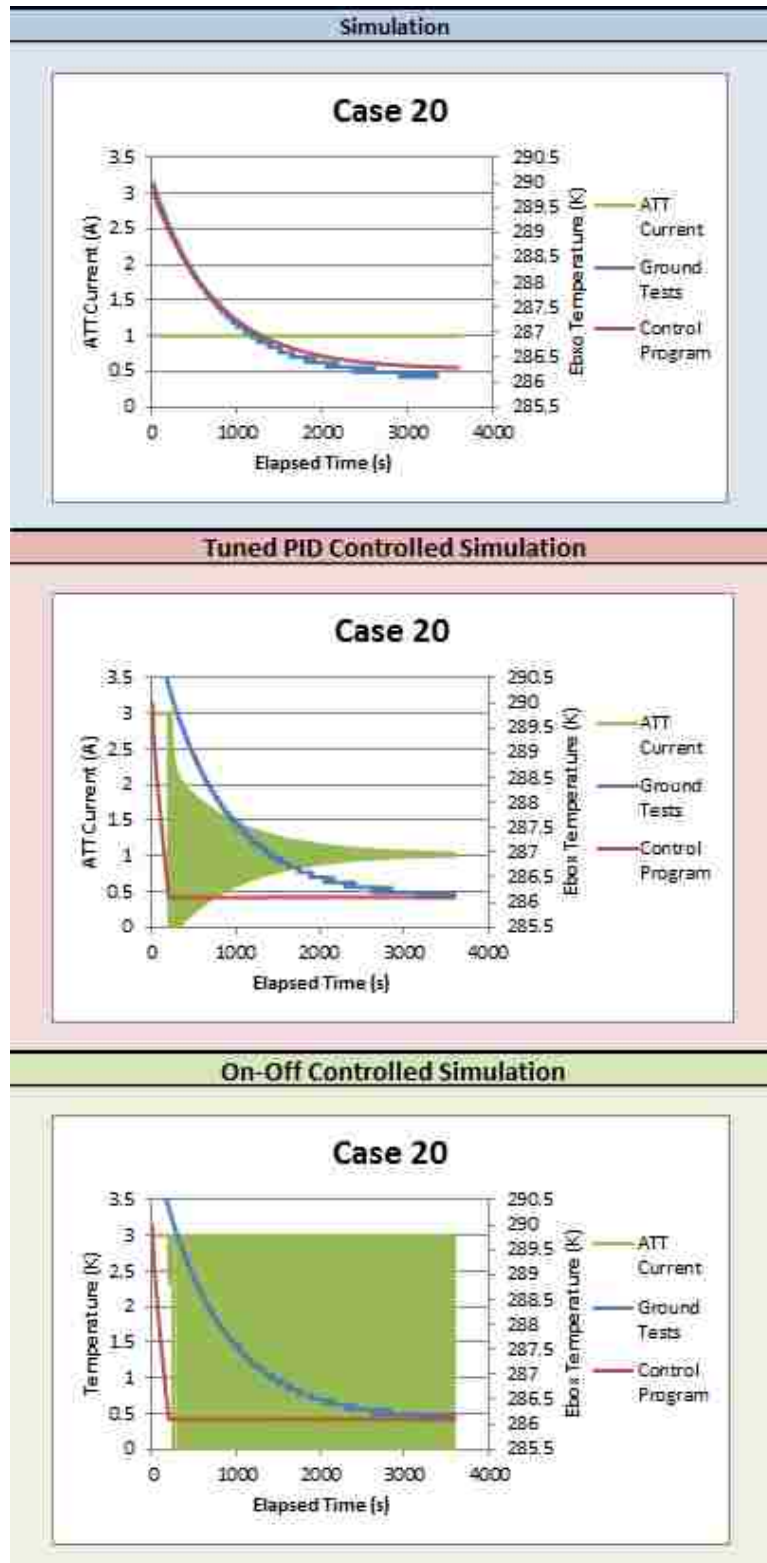 Simulation
Case 20
3.5
3
2.5
2
1.5
1
0.5
0
ATT Current (A)
290.5
290
289.5
289
288.5
288
287.5
287
286.5
286
285.5
Ebxo Temperature (K)
0
1000
2000
3000
4000
Elapsed Time (s)
ATT
Current
Ground
Tests
Control
Program
Tuned PID Controlled Simulation
Case 20
3.5
3
2.5
2
1.5
1
0.5
0
ATT Current (A)
290.5
290
289.5
289
288.5
288
287.5
287
286.5
286
285.5
Ebox Temperature (K)
0
1000
2000
3000
4000
Elapsed Time (s)
ATT
Current
Ground
Tests
Control
Program
On-Off Controlled Simulation
Case 20
3.5
3
2.5
2
1.5
1
0.5
0
Temperature (K)
290.5
290
289.5
289
288.5
288
287.5
287
286.5
286
285.5
Ebox Temperature (K)
0
1000
2000
3000
4000
Elapsed Time (s)
ATT
Current
Ground
Tests
Control
Program